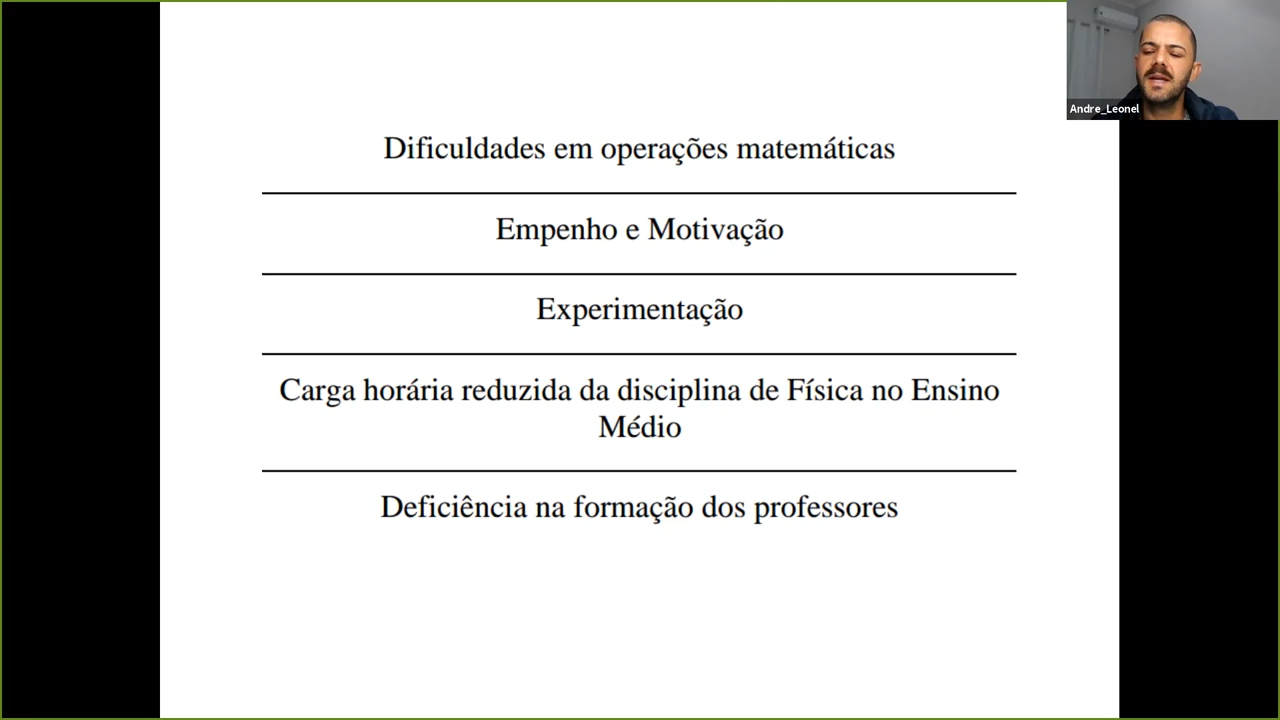 Andre_Leonel
Dificuldades em operações matemáticas
Empenho e Motivação
Experimentação
Carga horária reduzida da disciplina de Física no Ensino
Médio
Deficiência na formação dos professores